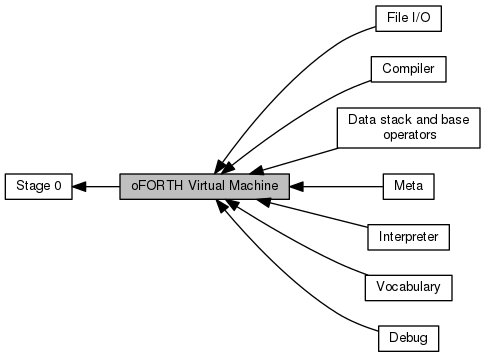 File I/O
Compiler
Data stack and base
operators
Stage 0
oFORTH Virtual Machine
Meta
Interpreter
Vocabulary
Debug